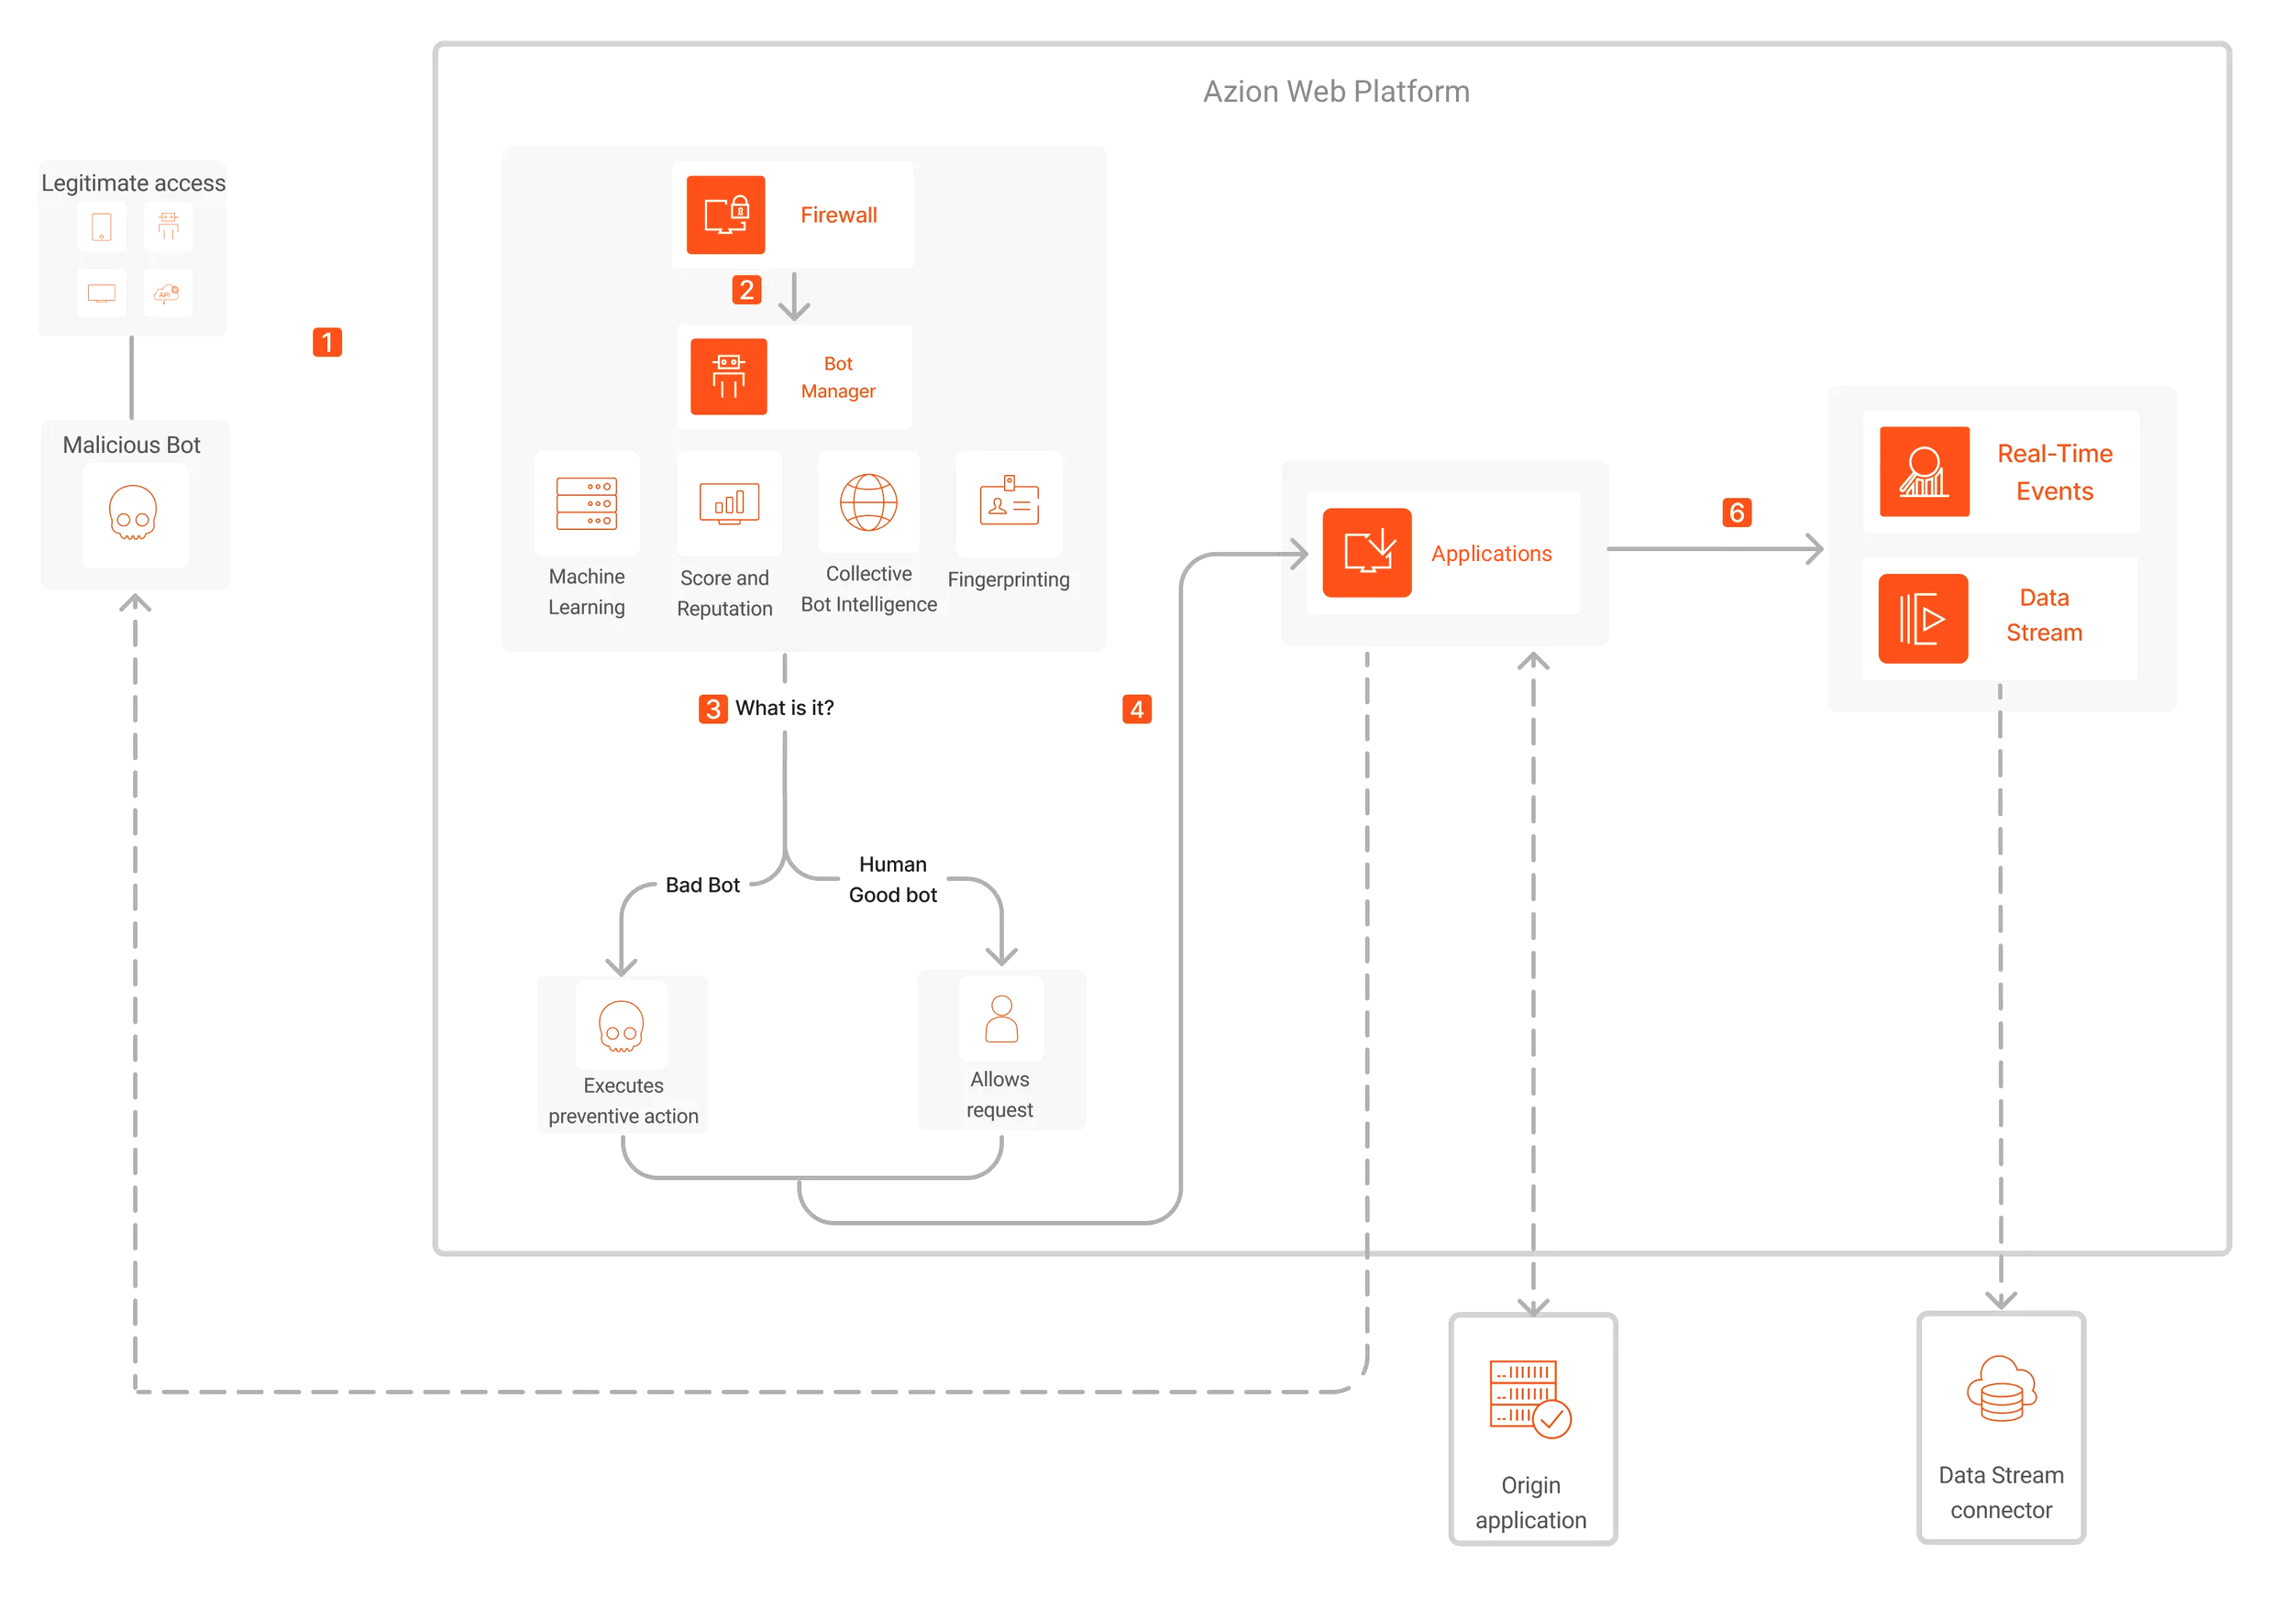 Azion Web Platform
Legitimate access
API
1
Malicious Bot
Firewall
2
Bot
Manager
Machine
Learning
Score and
Reputation
Collective
Bot Intelligence
Fingerprinting
3 What is it?
Bad Bot
Human
Good bot
Executes
preventive action
Allows
request
4
Applications
6
Real-Time
Events
Data
Stream
Origin
application
Data Stream
connector